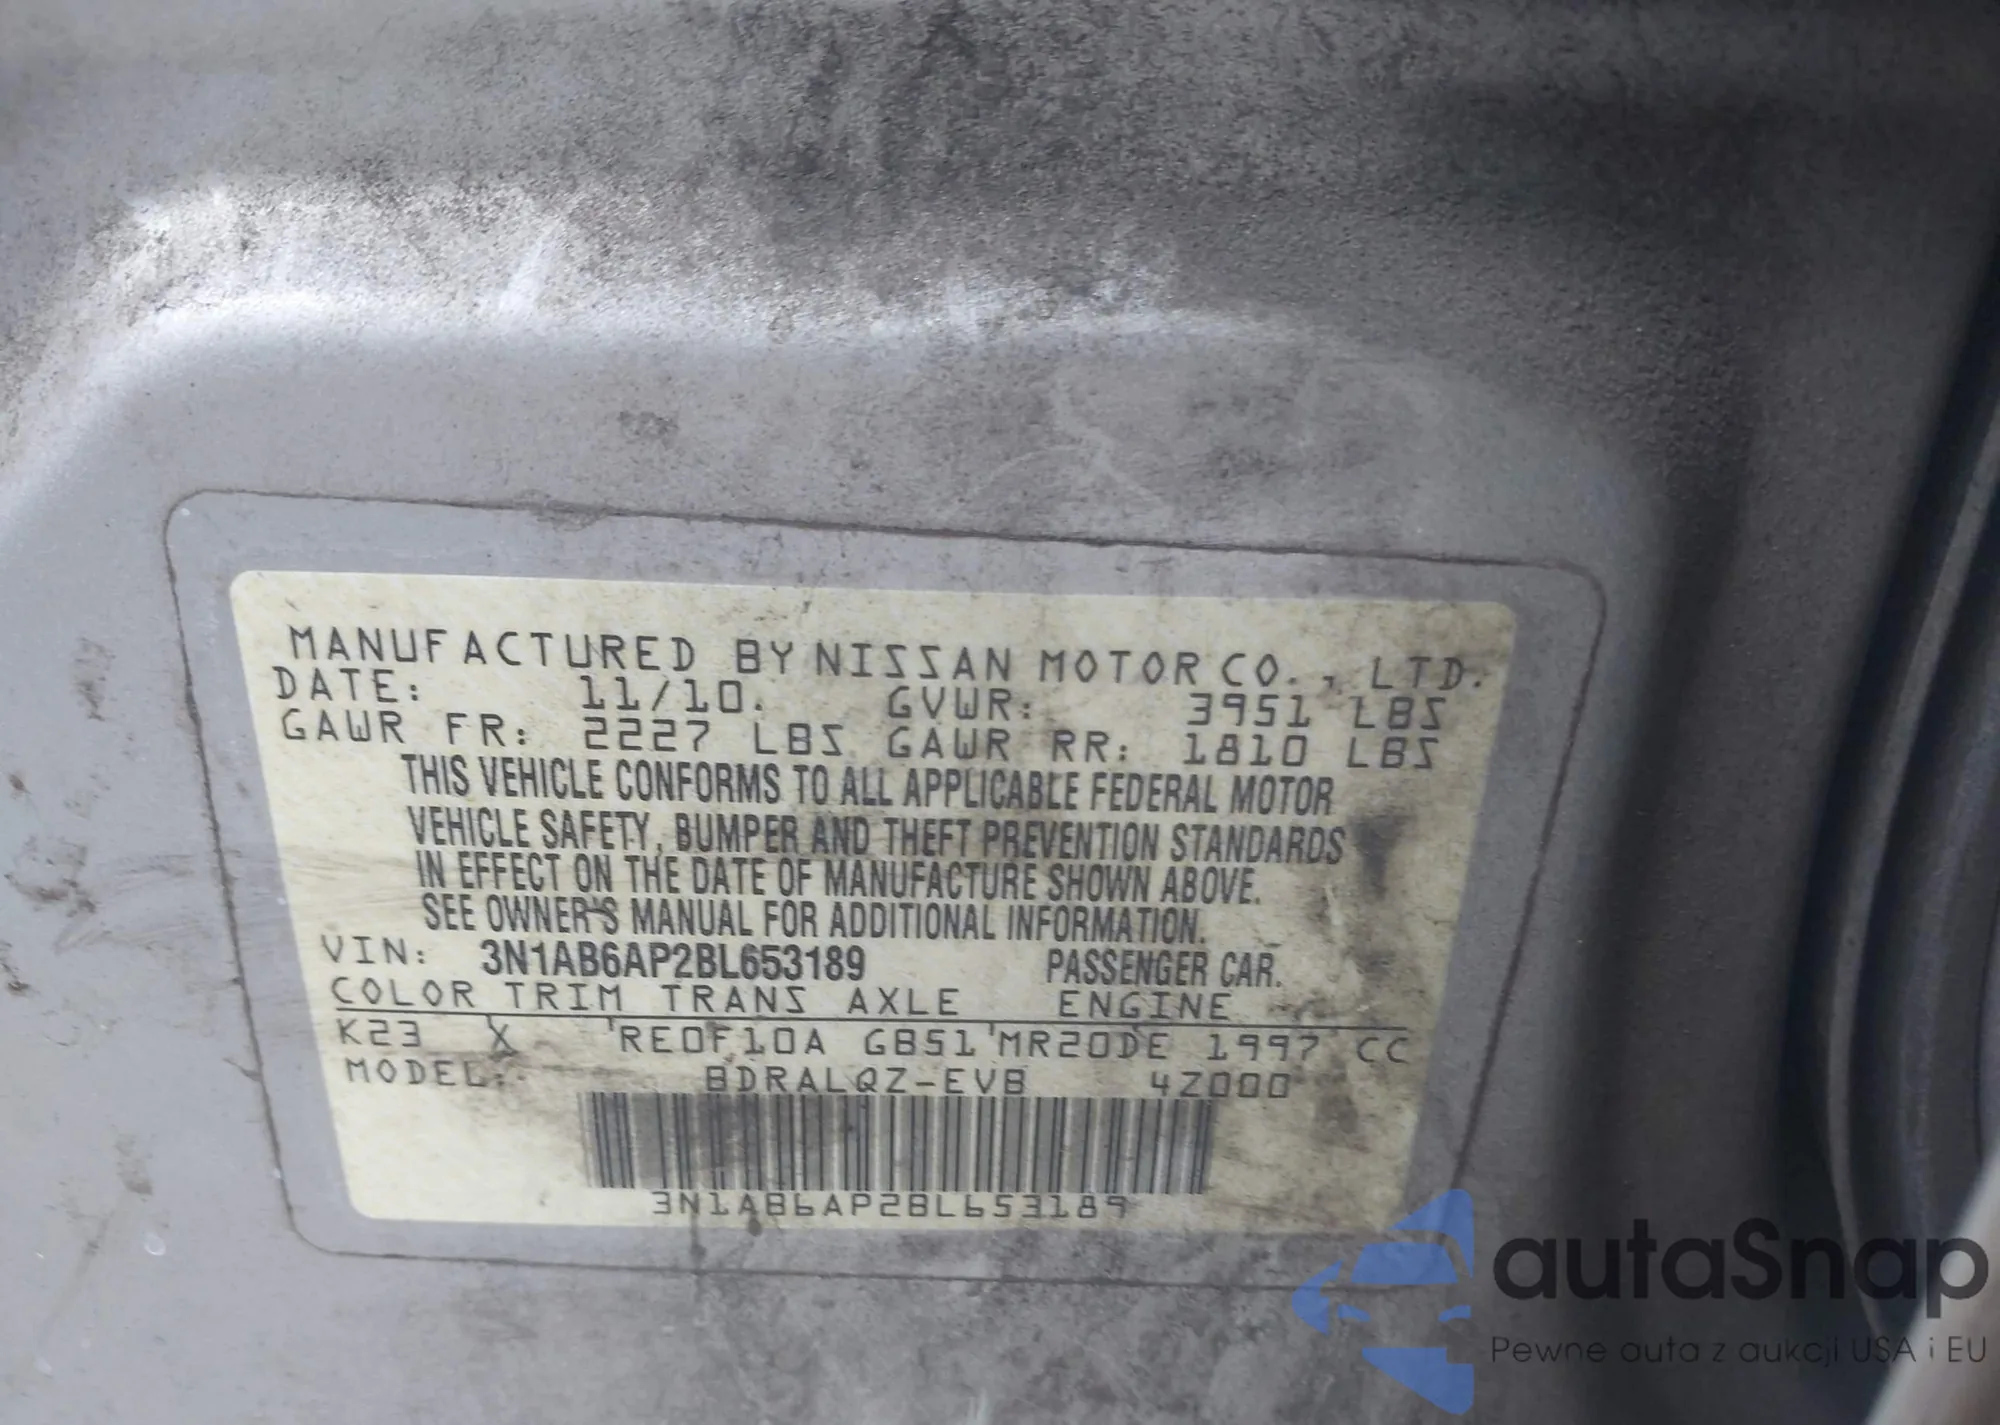 MANUFACTURED BY NISSAN MOTOR CO., LTD.
DATE: 11/10. GVWR: 3951 LBS
GAWR FR: 2227 LBS GAWR RR: 1810 LBS
THIS VEHICLE CONFORMS TO ALL APPLICABLE FEDERAL MOTOR
VEHICLE SAFETY, BUMPER AND THEFT PREVENTION STANDARDS
IN EFFECT ON THE DATE OF MANUFACTURE SHOWN ABOVE.
SEE OWNER'S MANUAL FOR ADDITIONAL INFORMATION.
VIN: 3N1AB6AP2BL653189 PASSENGER CAR.
COLOR TRIM TRANS AXLE ENGINE
K23 X RE0F10A GB51 MR20DE 1997 CC
MODEL: BDRALQZ-EVB 4Z000
3N1AB6AP2BL653189
autaSnap
Pewne auta z aukcji USA i EU